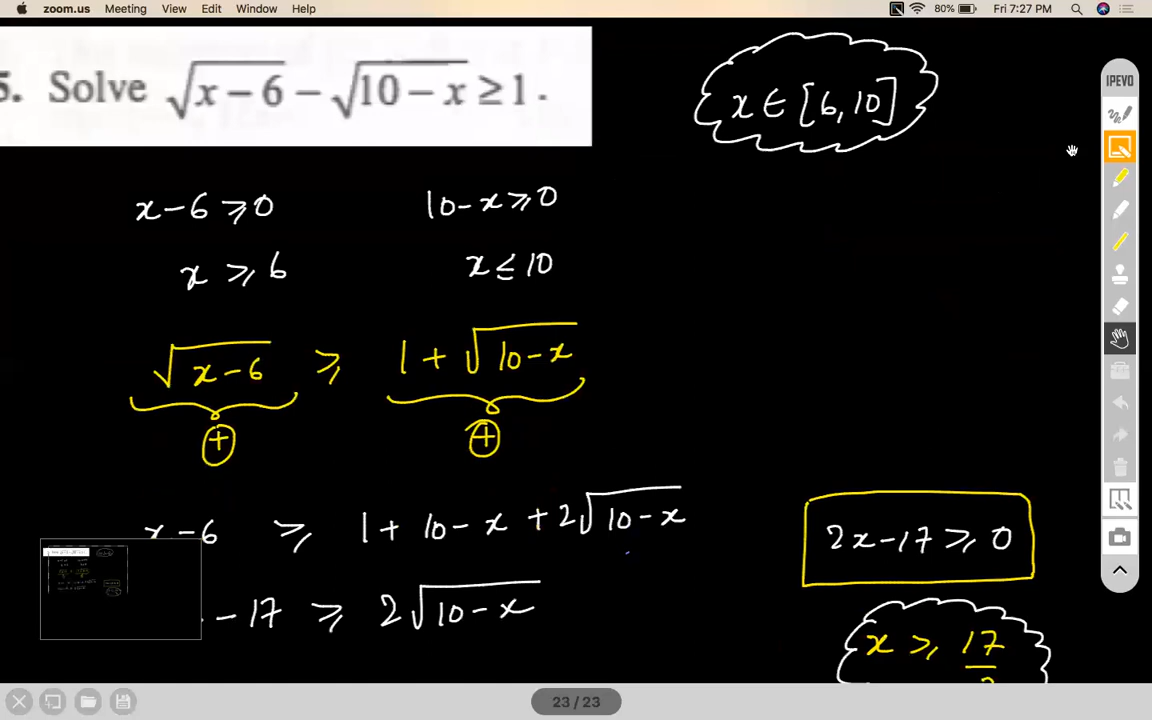 zoom.us Meeting View Edit Window Help 80% Fri 7:27 PM
5. Solve √(x−6) − √(10−x) ≥ 1.
x ∈ [6,10]
IPEVO
x−6 ≥ 0 10−x ≥ 0
x ≥ 6 x ≤ 10
√(x−6) ≥ 1+√(10−x)
+ +
x−6 ≥ 1+10−x+2√(10−x)
2x−17 ≥ 0
−17 ≥ 2√(10−x)
x ≥ 17/2
23 / 23